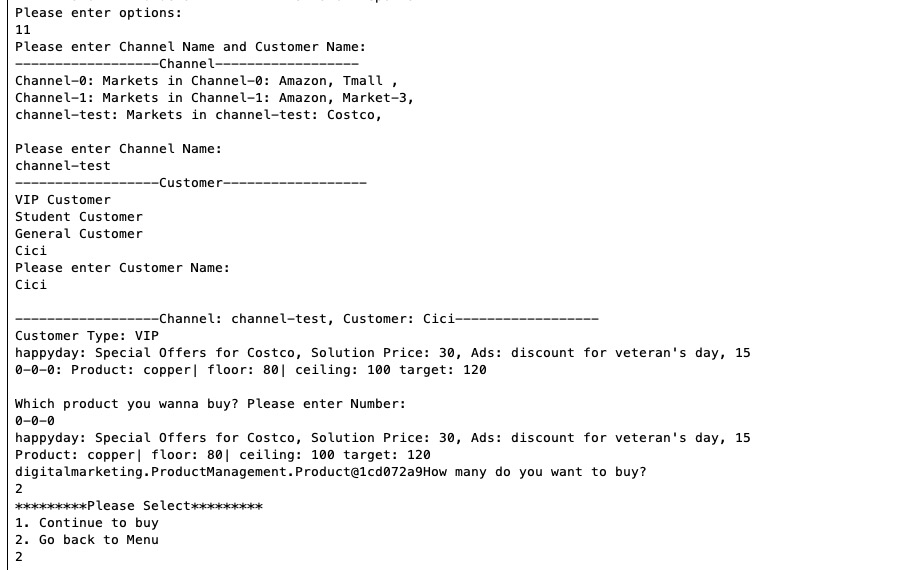 Please enter options:
11
Please enter Channel Name and Customer Name:
------------------Channel------------------
Channel-0: Markets in Channel-0: Amazon, Tmall ,
Channel-1: Markets in Channel-1: Amazon, Market-3,
channel-test: Markets in channel-test: Costco,
Please enter Channel Name:
channel-test
------------------Customer------------------
VIP Customer
Student Customer
General Customer
Cici
Please enter Customer Name:
Cici
------------------Channel: channel-test, Customer: Cici------------------
Customer Type: VIP
happyday: Special Offers for Costco, Solution Price: 30, Ads: discount for veteran's day, 15
0-0-0: Product: copper| floor: 80| ceiling: 100 target: 120
Which product you wanna buy? Please enter Number:
0-0-0
happyday: Special Offers for Costco, Solution Price: 30, Ads: discount for veteran's day, 15
Product: copper| floor: 80| ceiling: 100 target: 120
digitalmarketing.ProductManagement.Product@1cd072a9How many do you want to buy?
2
*********Please Select*********
1. Continue to buy
2. Go back to Menu
2